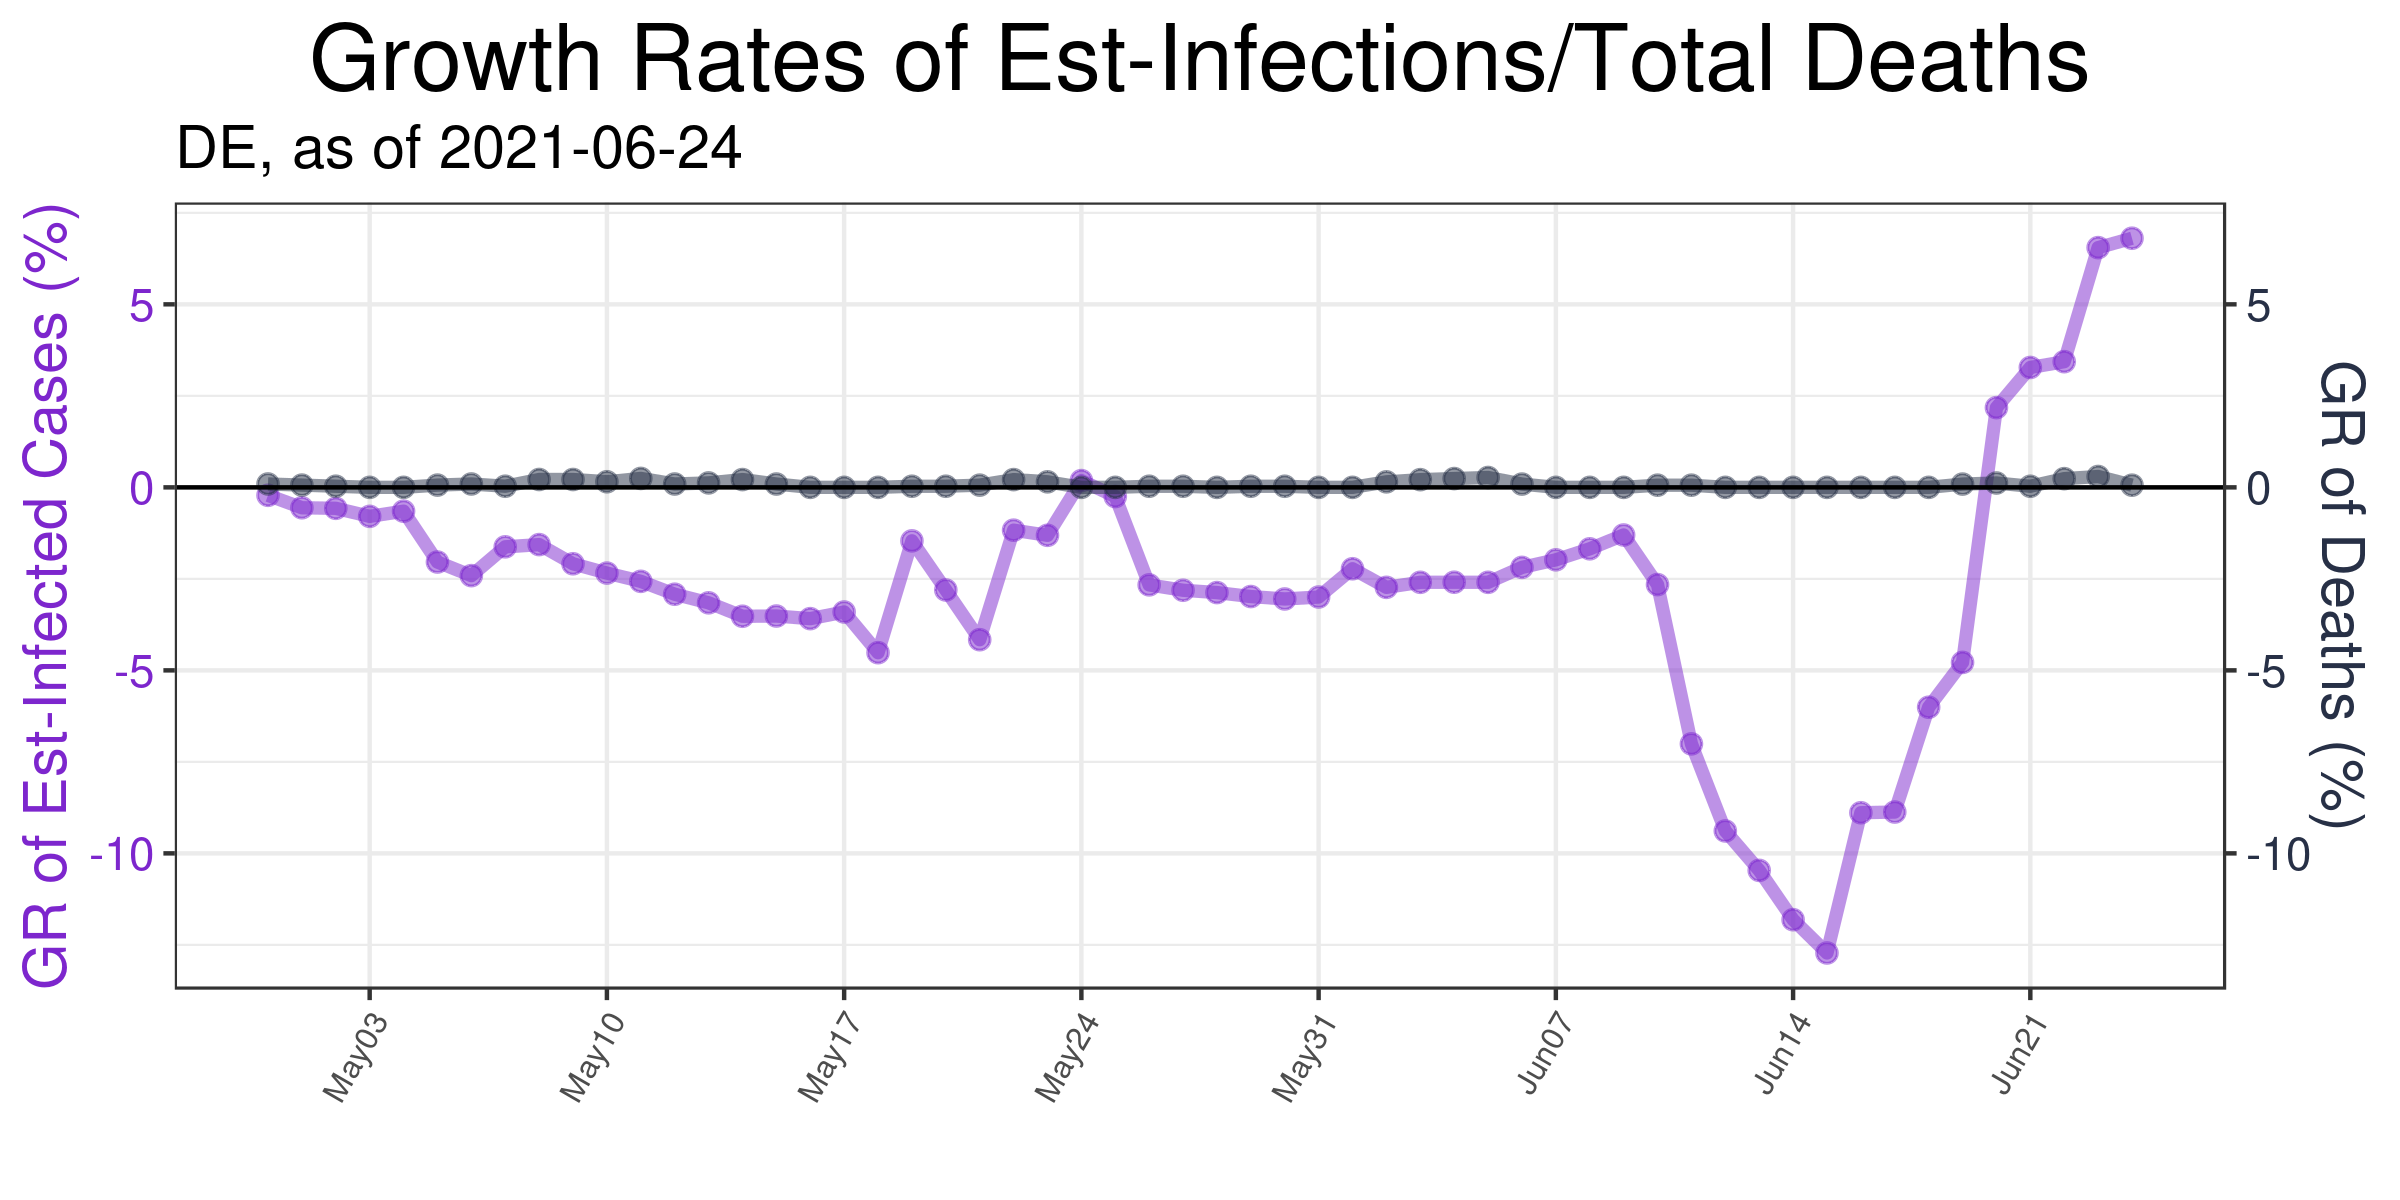 Growth Rates of Est-Infections/Total Deaths
DE, as of 2021-06-24
GR of Est-Infected Cases (%)
5
0
-5
-10
5
0
-5
-10
GR of Deaths (%)
May03
May10
May17
May24
May31
Jun07
Jun14
Jun21